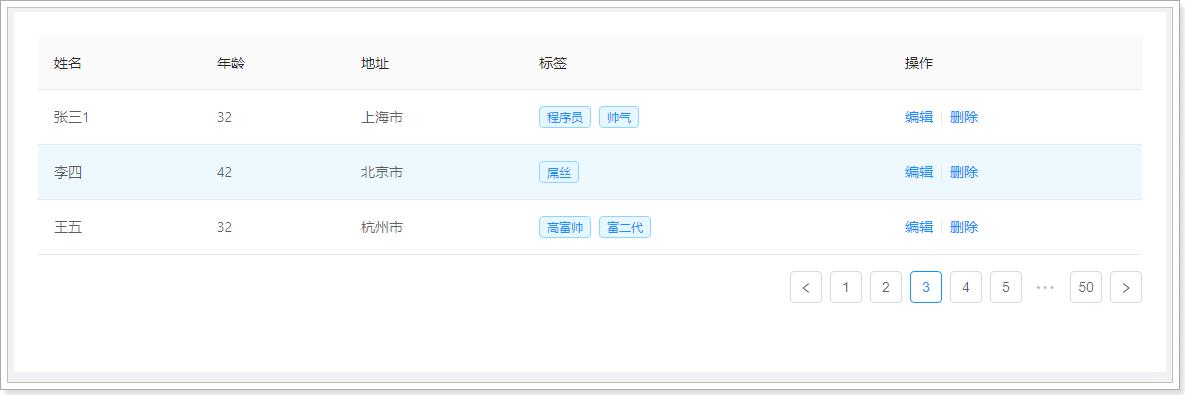 姓名 年龄 地址 标签 操作
张三1 32 上海市 程序员 帅气 编辑 删除
李四 42 北京市 屌丝 编辑 删除
王五 32 杭州市 高富帅 富二代 编辑 删除
< 1 2 3 4 5 ••• 50 >